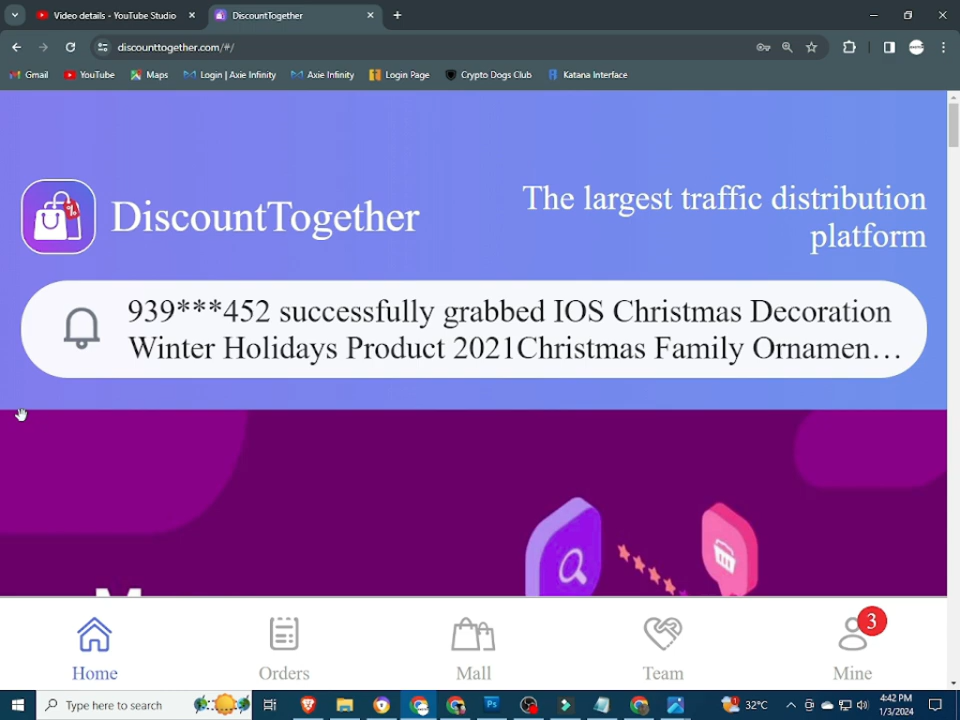 Video details - YouTube Studio
DiscountTogether
discounttogether.com/#/
Gmail
YouTube
Maps
Login | Axie Infinity
Axie Infinity
Login Page
Crypto Dogs Club
Katana Interface
DiscountTogether
The largest traffic distribution
platform
939***452 successfully grabbed IOS Christmas Decoration
Winter Holidays Product 2021Christmas Family Ornamen…
Home
Orders
Mall
Team
3
Mine
Type here to search
32°C
4:42 PM
1/3/2024